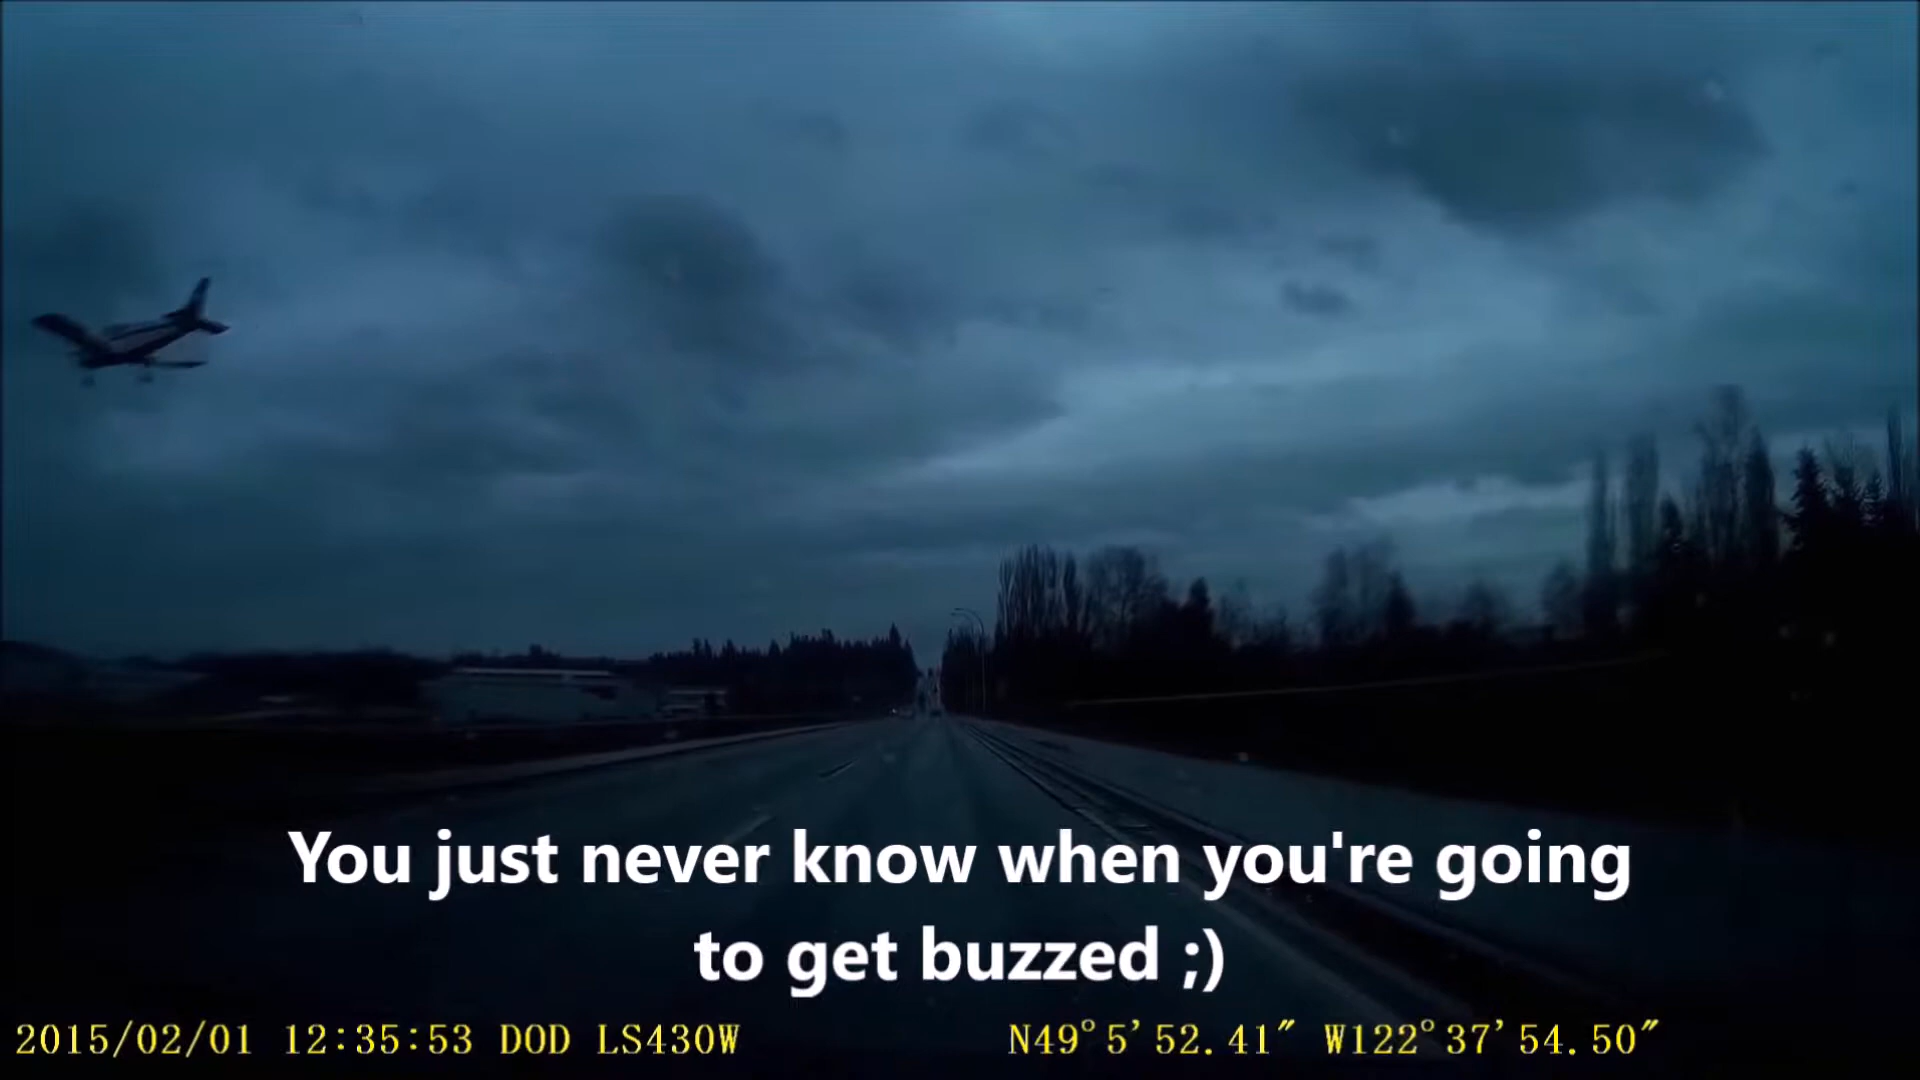 You just never know when you're going
to get buzzed ;)
2015/02/01 12:35:53 DOD LS430W N49°5'52.41" W122°37'54.50"